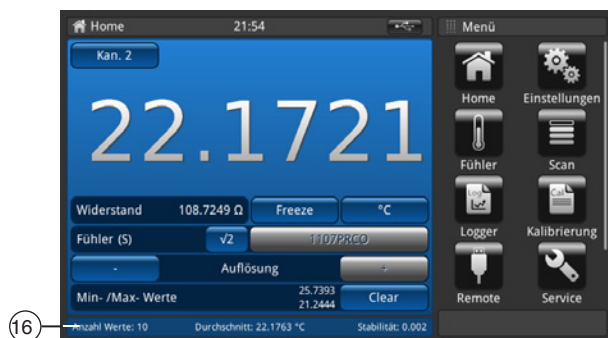 Home 21:54
Menü
Kan. 2
22.1721
Home Einstellungen
Fühler Scan
Widerstand 108.7249 Ω Freeze °C
Log Cal
Logger Kalibrierung
Fühler (S) √2 1107PRCO
- Auflösung +
Min- /Max- Werte 25.7393
21.2444 Clear
Remote Service
16
Anzahl Werte: 10 Durchschnitt: 22.1763 °C Stabilität: 0.002